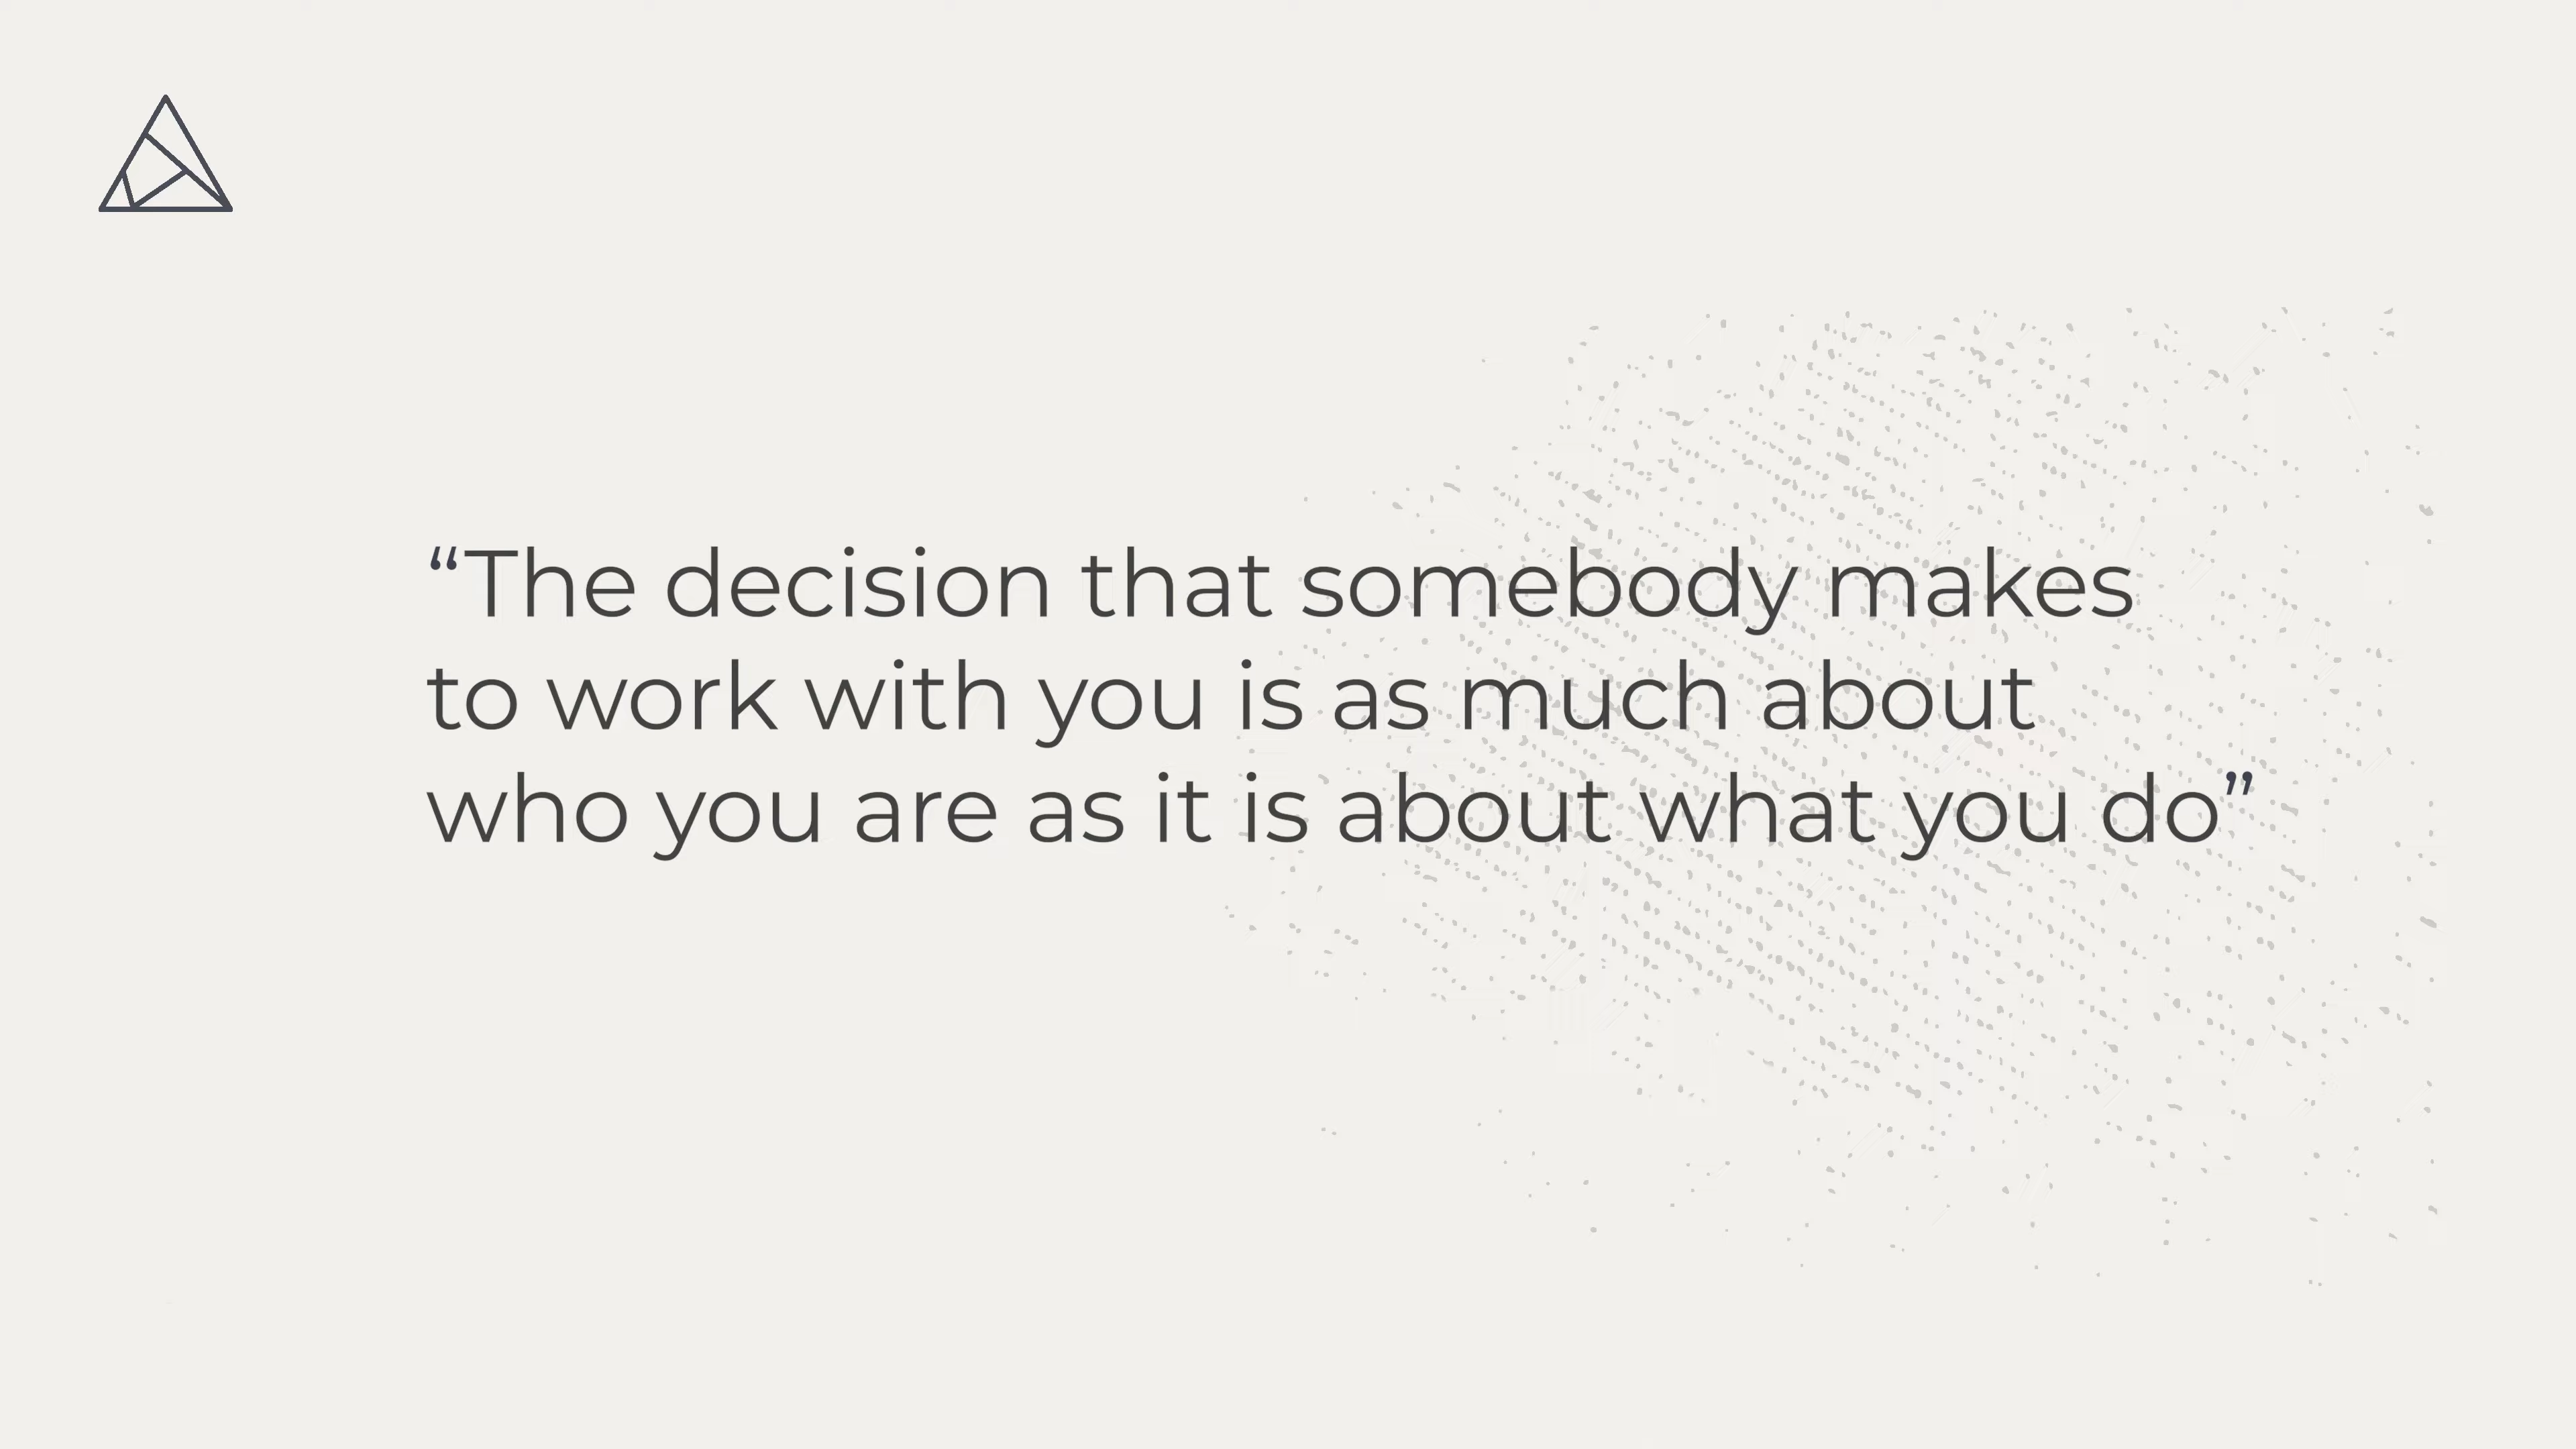 “The decision that somebody makes
to work with you is as much about
who you are as it is about what you do”